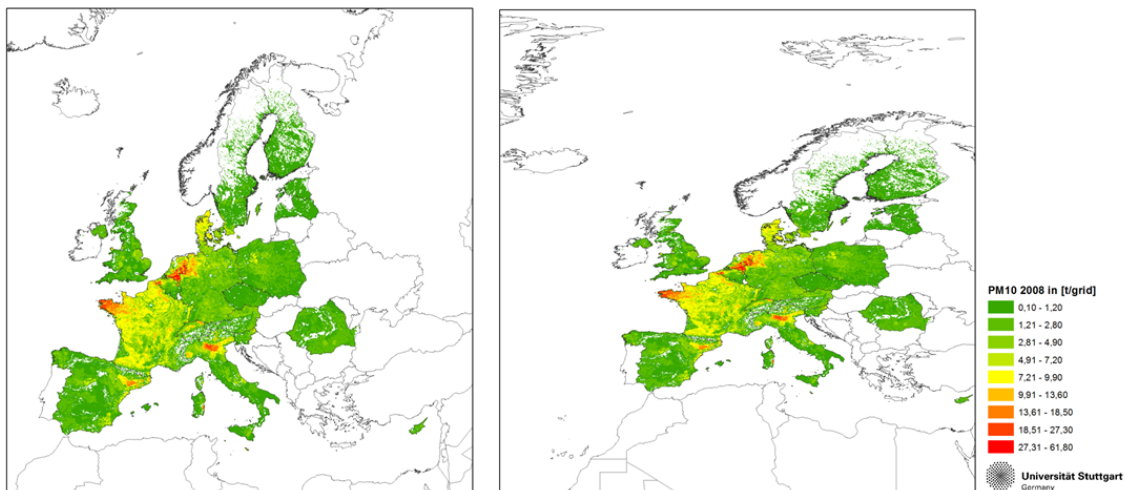 PM10 2008 in [t/grid]
0,10 - 1,20
1,21 - 2,80
2,81 - 4,90
4,91 - 7,20
7,21 - 9,90
9,91 - 13,60
13,61 - 18,50
18,51 - 27,30
27,31 - 61,80
Universität Stuttgart
Germany